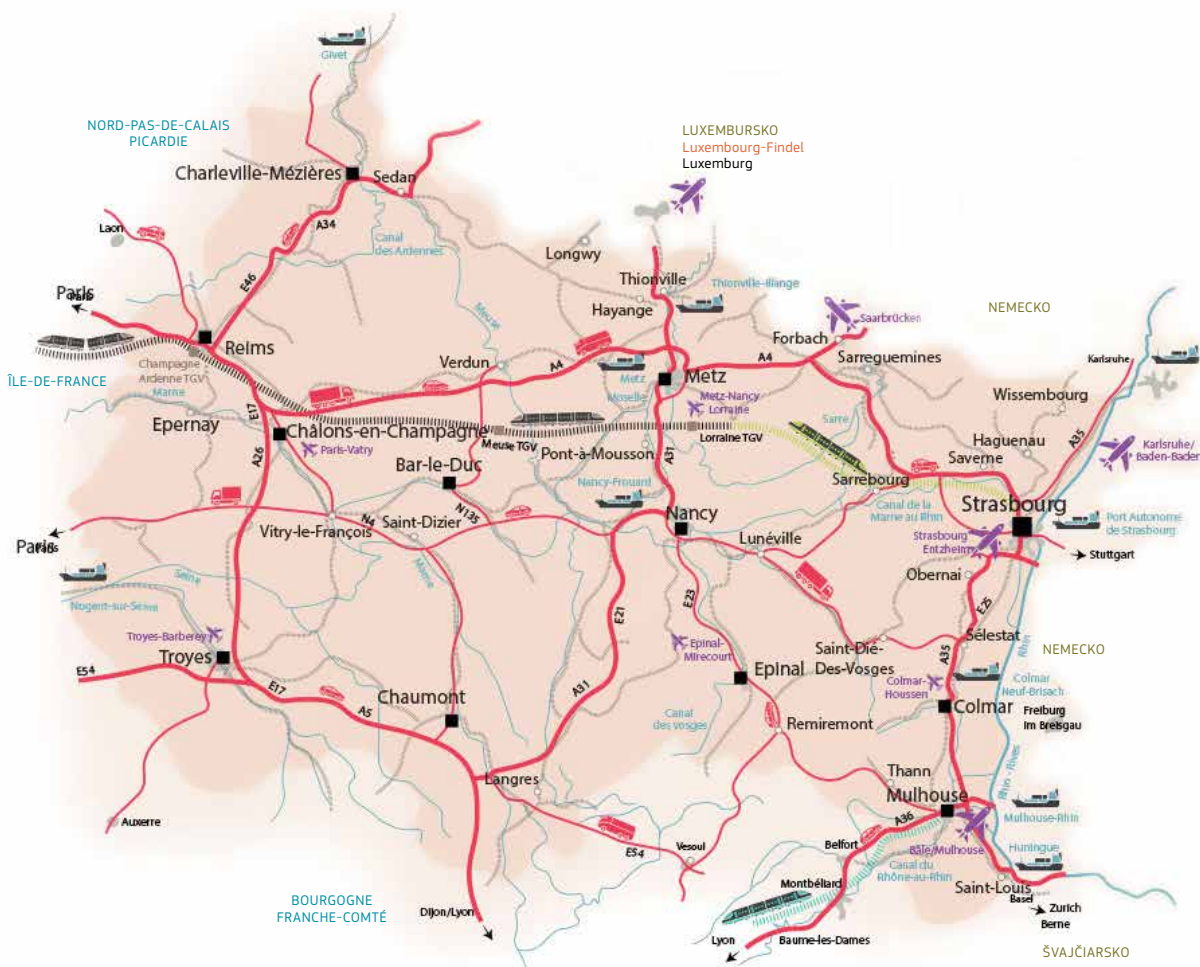 Givet
NORD-PAS-DE-CALAIS
PICARDIE
LUXEMBURSKO
Luxembourg-Findel
Luxemburg
Charleville-Mézières
Sedan
A34
Laon
Canal
des Ardennes
Longwy
Thionville
Thionville-Illange
E46
Paris
Paris
Hayange
NEMECKO
Meuse
Saarbrücken
Forbach
Reims
Sarreguemines
Karlsruhe
Champagne
Ardenne TGV
Marne
Verdun
A4
A4
Metz
Metz
Moselle
ÎLE-DE-FRANCE
Wissembourg
Metz-Nancy
Lorraine
E17
Epernay
Châlons-en-Champagne
Meuse TGV
Lorraine TGV
Sarre
Haguenau
Saverne
A35
Karlsruhe/
Baden-Baden
Paris-Vatry
A26
Bar-le-Duc
Pont-à-Mousson
A31
Nancy-Frouard
Sarrebourg
Canal de la
Marne au Rhin
Strasbourg
N135
Vitry-le-François
N4
Saint-Dizier
Nancy
Port Autonome
de Strasbourg
Strasbourg
Entzheim
Lunéville
Paris
Paris
Stuttgart
Marne
Seine
Obernai
Nogent-sur-Seine
E23
E25
E21
Troyes-Barberey
Troyes
Epinal-
Mirecourt
Saint-Dié-
Des-Vosges
Sélestat
Rhin
NEMECKO
A35
E54
Epinal
Colmar-
Houssen
Colmar
Neuf-Brisach
E17
A5
A31
Chaumont
Colmar
Freiburg
Im Breisgau
Canal
des vosges
Remiremont
Langres
Thann
Rhin - Rives
Mulhouse
Mulhouse-Rhin
Auxerre
A36
E54
Vesoul
Belfort
Bâle/Mulhouse
Huningue
Canal du
Rhône-au-Rhin
Montbéliard
Saint-Louis
Basel
BOURGOGNE
FRANCHE-COMTÉ
Dijon/Lyon
Zurich
Berne
Lyon
Baume-les-Dames
ŠVAJČIARSKO